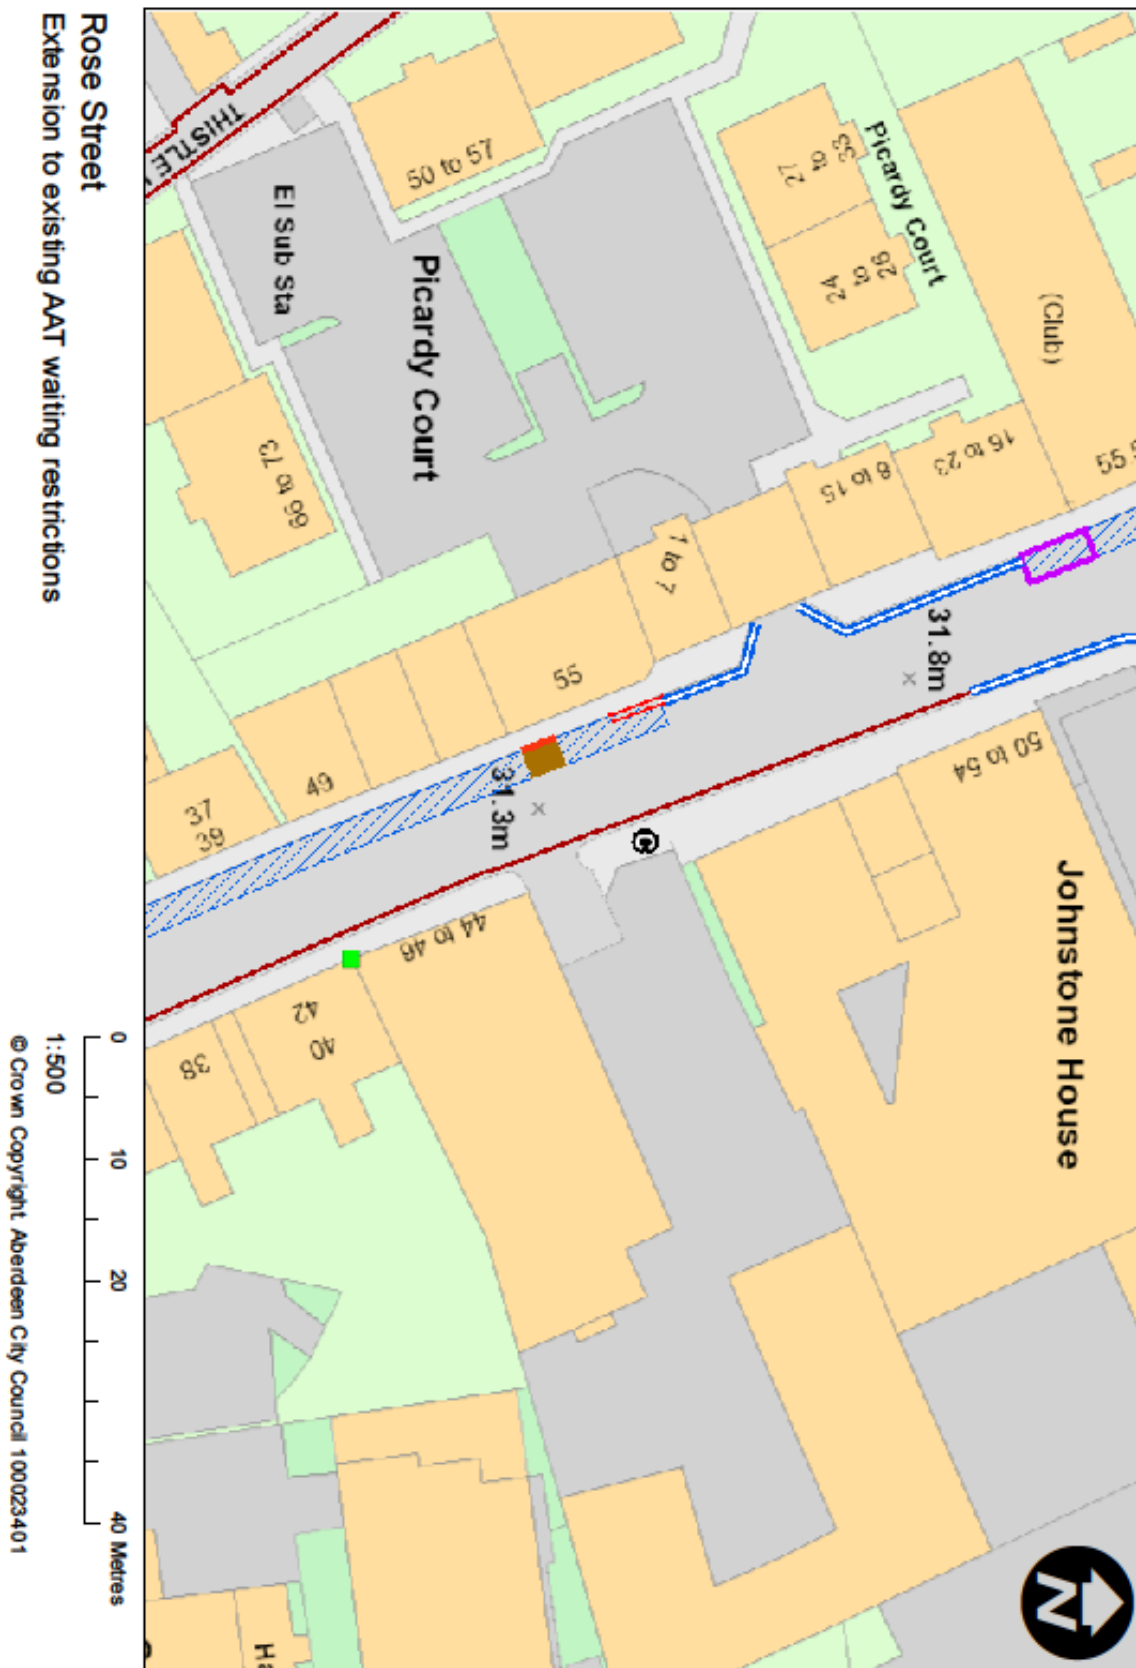 Rose Street
Extension to existing AAT waiting restrictions
THISTLE
50 to 57
El Sub Sta
Picardy Court
66 to 73
27
to
33
Picardy Court
24
to
26
(Club)
16 to 23
8 to 15
1 to 7
55
49
37
39
31.8m
31.3m
50 to 54
Johnstone House
44 to 46
42
40
38
N
0
10
20
40 Metres
1:500
© Crown Copyright. Aberdeen City Council 100023401